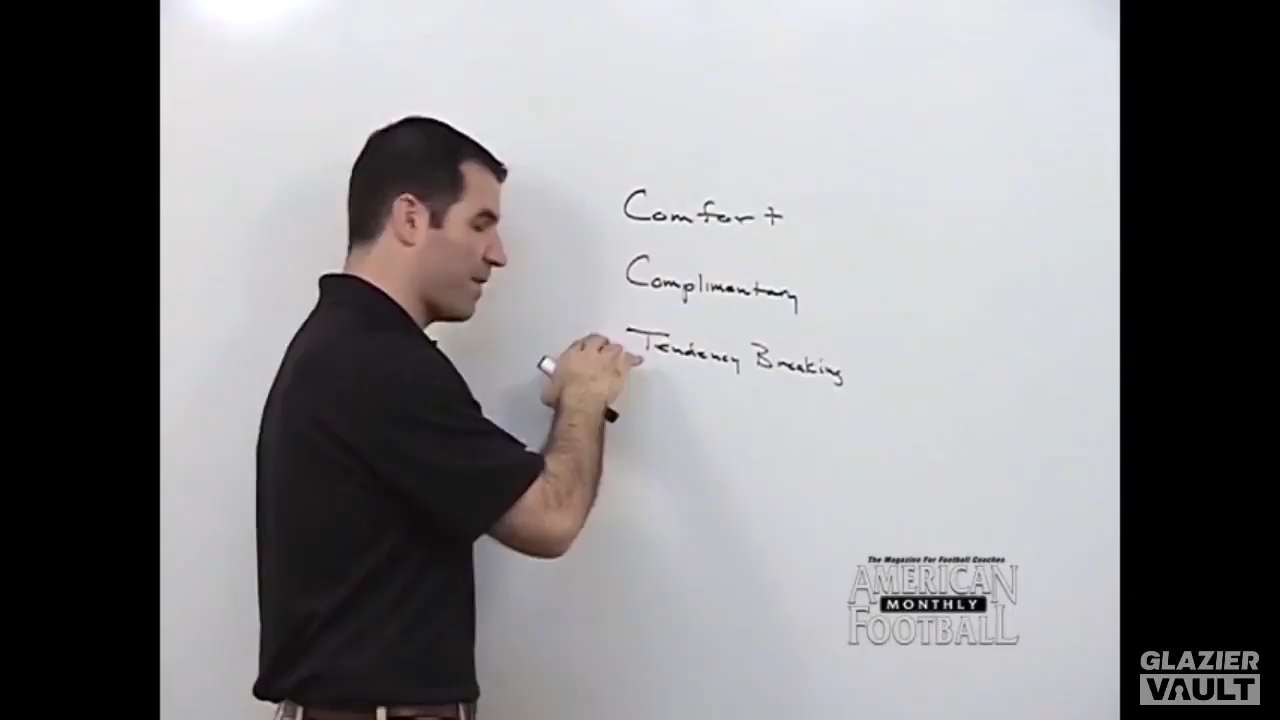 Comfort
Complimentary
Tendency Breaking
The Magazine For Football Coaches
AMERICAN
MONTHLY
FOOTBALL
GLAZIER
VAULT